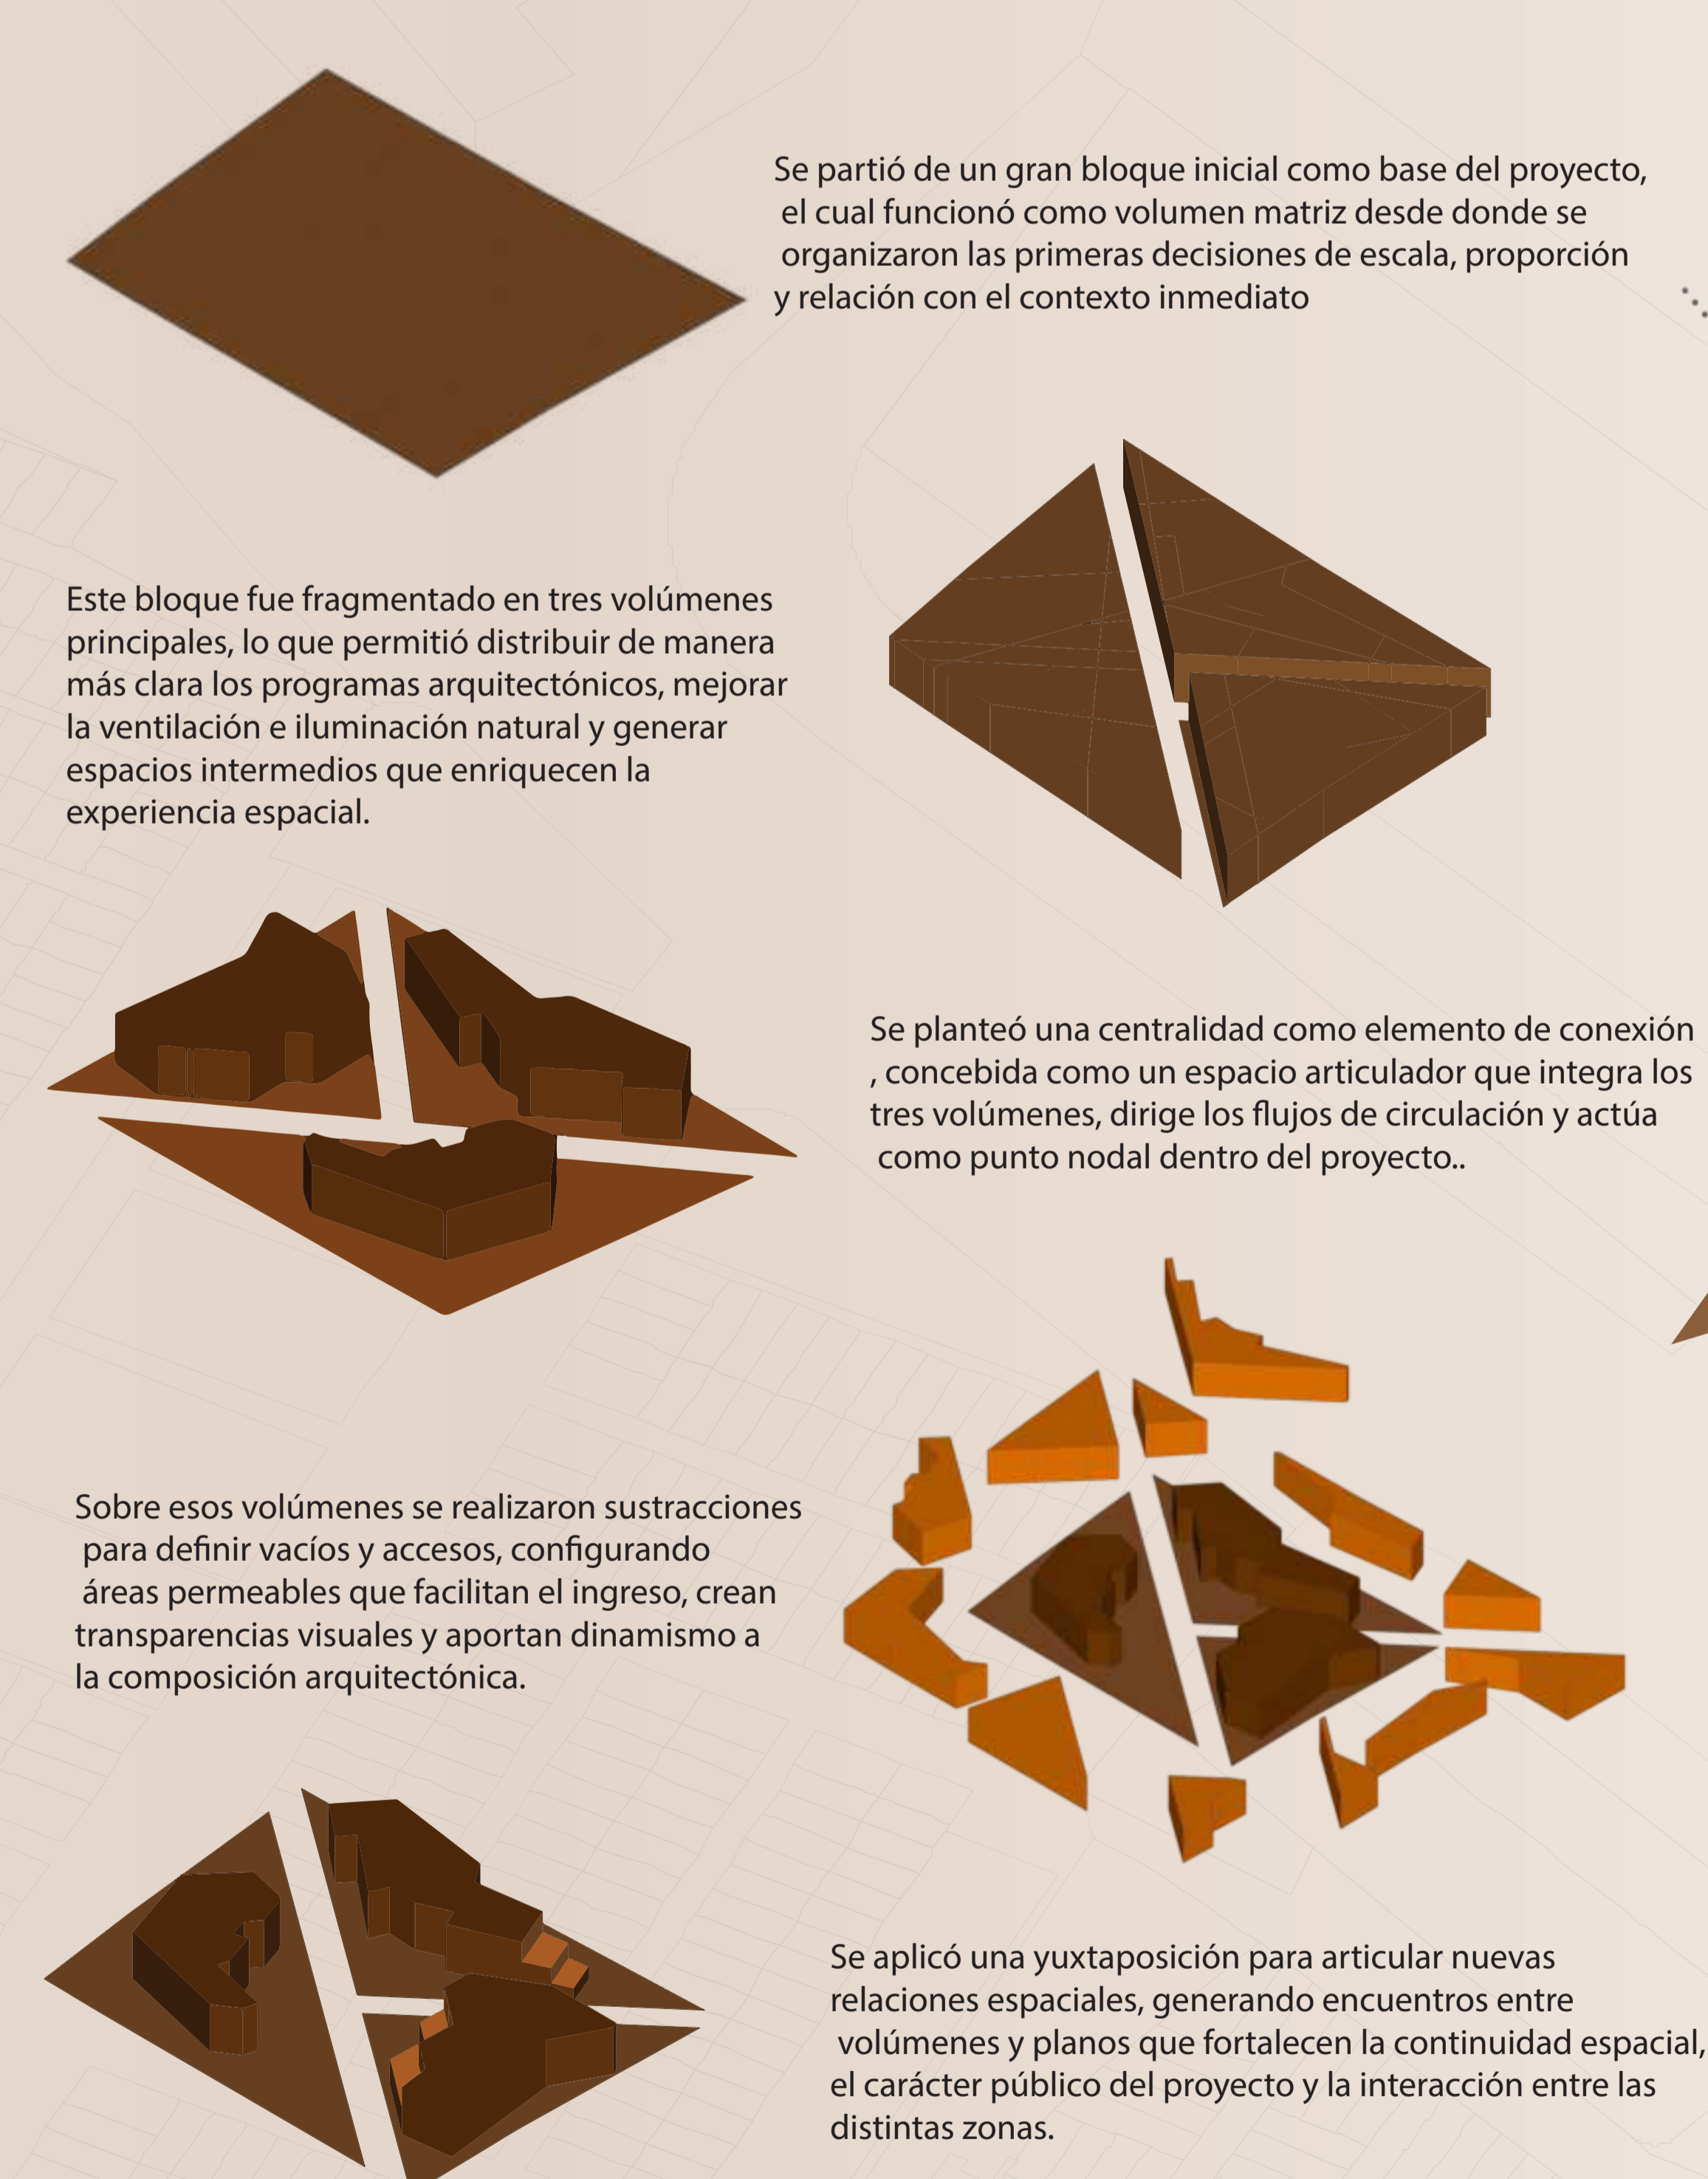 Se partió de un gran bloque inicial como base del proyecto,
el cual funcionó como volumen matriz desde donde se
organizaron las primeras decisiones de escala, proporción
y relación con el contexto inmediato
Este bloque fue fragmentado en tres volúmenes
principales, lo que permitió distribuir de manera
más clara los programas arquitectónicos, mejorar
la ventilación e iluminación natural y generar
espacios intermedios que enriquecen la
experiencia espacial.
Se planteó una centralidad como elemento de conexión
, concebida como un espacio articulador que integra los
tres volúmenes, dirige los flujos de circulación y actúa
como punto nodal dentro del proyecto..
Sobre esos volúmenes se realizaron sustracciones
para definir vacíos y accesos, configurando
áreas permeables que facilitan el ingreso, crean
transparencias visuales y aportan dinamismo a
la composición arquitectónica.
Se aplicó una yuxtaposición para articular nuevas
relaciones espaciales, generando encuentros entre
volúmenes y planos que fortalecen la continuidad espacial,
el carácter público del proyecto y la interacción entre las
distintas zonas.